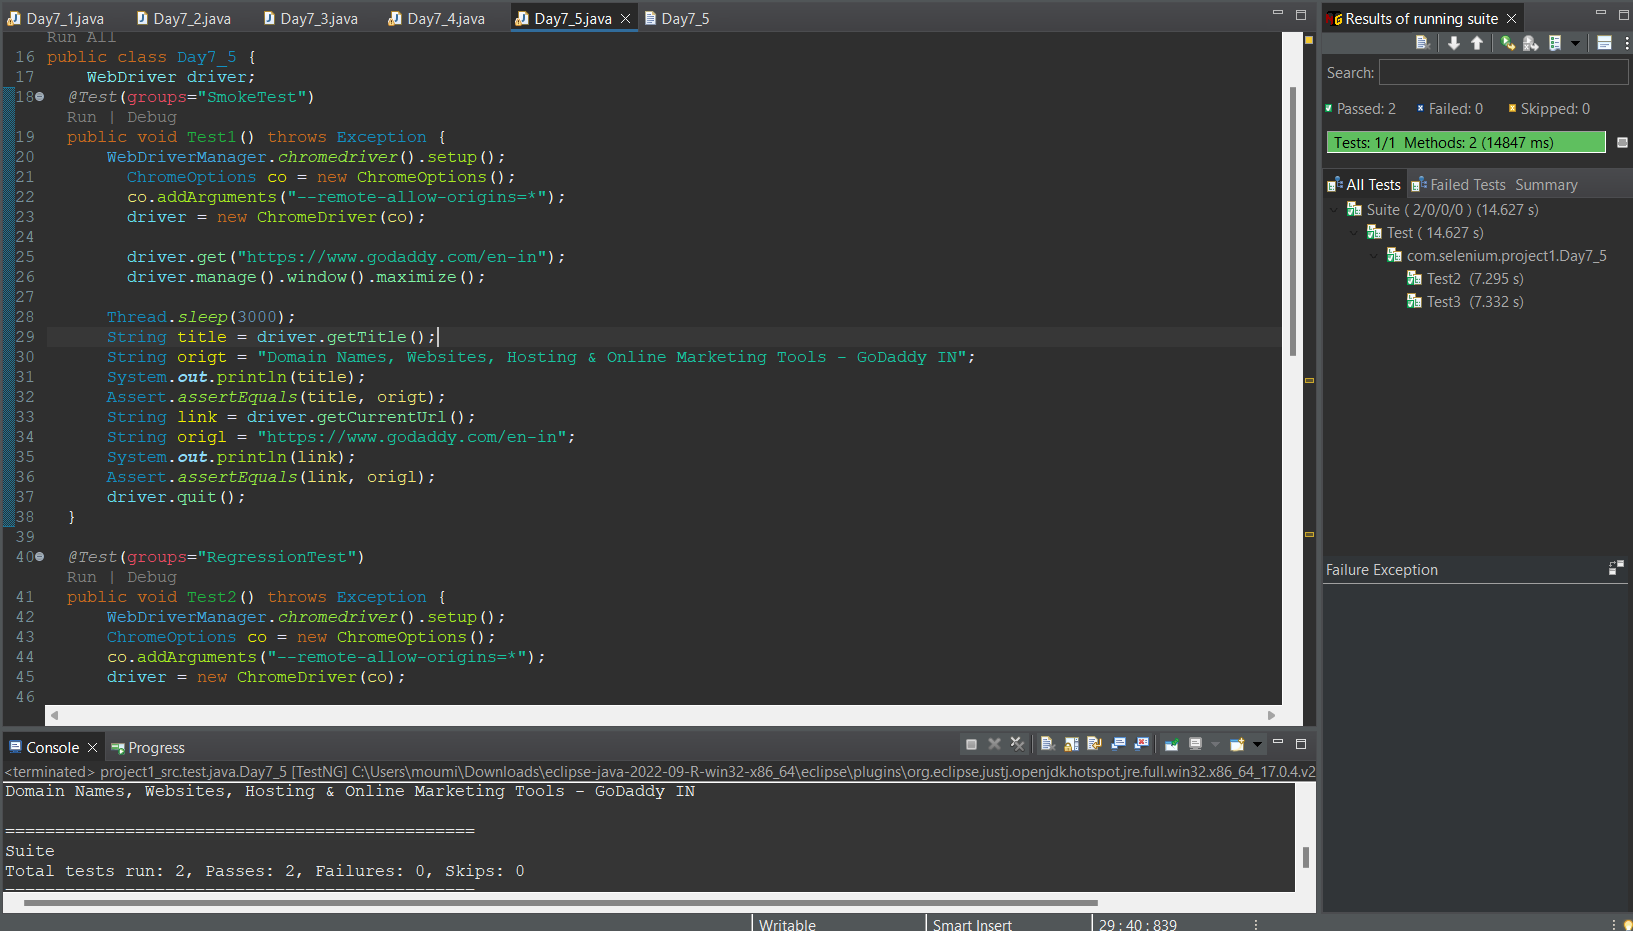 Day7_1.java Day7_2.java Day7_3.java Day7_4.java Day7_5.java Day7_5
Run All
16 public class Day7_5 {
17 WebDriver driver;
18 @Test(groups="SmokeTest")
Run | Debug
19 public void Test1() throws Exception {
20 WebDriverManager.chromedriver().setup();
21 ChromeOptions co = new ChromeOptions();
22 co.addArguments("--remote-allow-origins=*");
23 driver = new ChromeDriver(co);
24
25 driver.get("https://www.godaddy.com/en-in");
26 driver.manage().window().maximize();
27
28 Thread.sleep(3000);
29 String title = driver.getTitle();
30 String origt = "Domain Names, Websites, Hosting & Online Marketing Tools - GoDaddy IN";
31 System.out.println(title);
32 Assert.assertEquals(title, origt);
33 String link = driver.getCurrentUrl();
34 String origl = "https://www.godaddy.com/en-in";
35 System.out.println(link);
36 Assert.assertEquals(link, origl);
37 driver.quit();
38 }
39
40 @Test(groups="RegressionTest")
Run | Debug
41 public void Test2() throws Exception {
42 WebDriverManager.chromedriver().setup();
43 ChromeOptions co = new ChromeOptions();
44 co.addArguments("--remote-allow-origins=*");
45 driver = new ChromeDriver(co);
46
Results of running suite
Search:
Passed: 2 Failed: 0 Skipped: 0
Tests: 1/1 Methods: 2 (14847 ms)
All Tests Failed Tests Summary
Suite ( 2/0/0/0 ) (14.627 s)
Test ( 14.627 s)
com.selenium.project1.Day7_5
Test2 (7.295 s)
Test3 (7.332 s)
Failure Exception
Console Progress
<terminated> project1_src.test.java.Day7_5 [TestNG] C:\Users\moumi\Downloads\eclipse-java-2022-09-R-win32-x86_64\eclipse\plugins\org.eclipse.justj.openjdk.hotspot.jre.full.win32.x86_64_17.0.4.v2
Domain Names, Websites, Hosting & Online Marketing Tools - GoDaddy IN
===============================================
Suite
Total tests run: 2, Passes: 2, Failures: 0, Skips: 0
===============================================
Writable Smart Insert 29 : 40 : 839